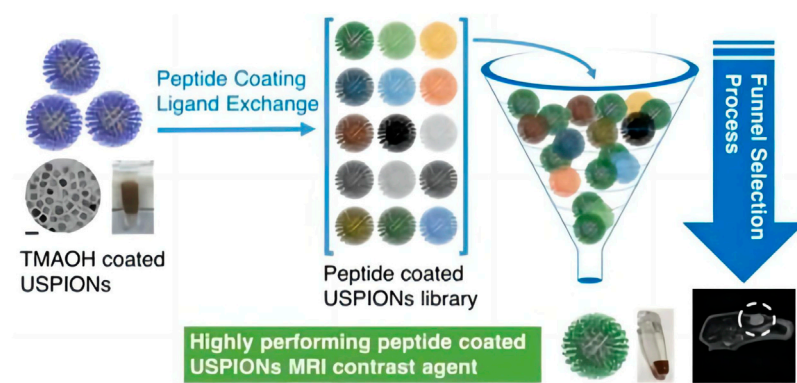 Peptide Coating
Ligand Exchange
TMAOH coated
USPIONs
Peptide coated
USPIONs library
Funnel Selection
Process
Highly performing peptide coated
USPIONs MRI contrast agent